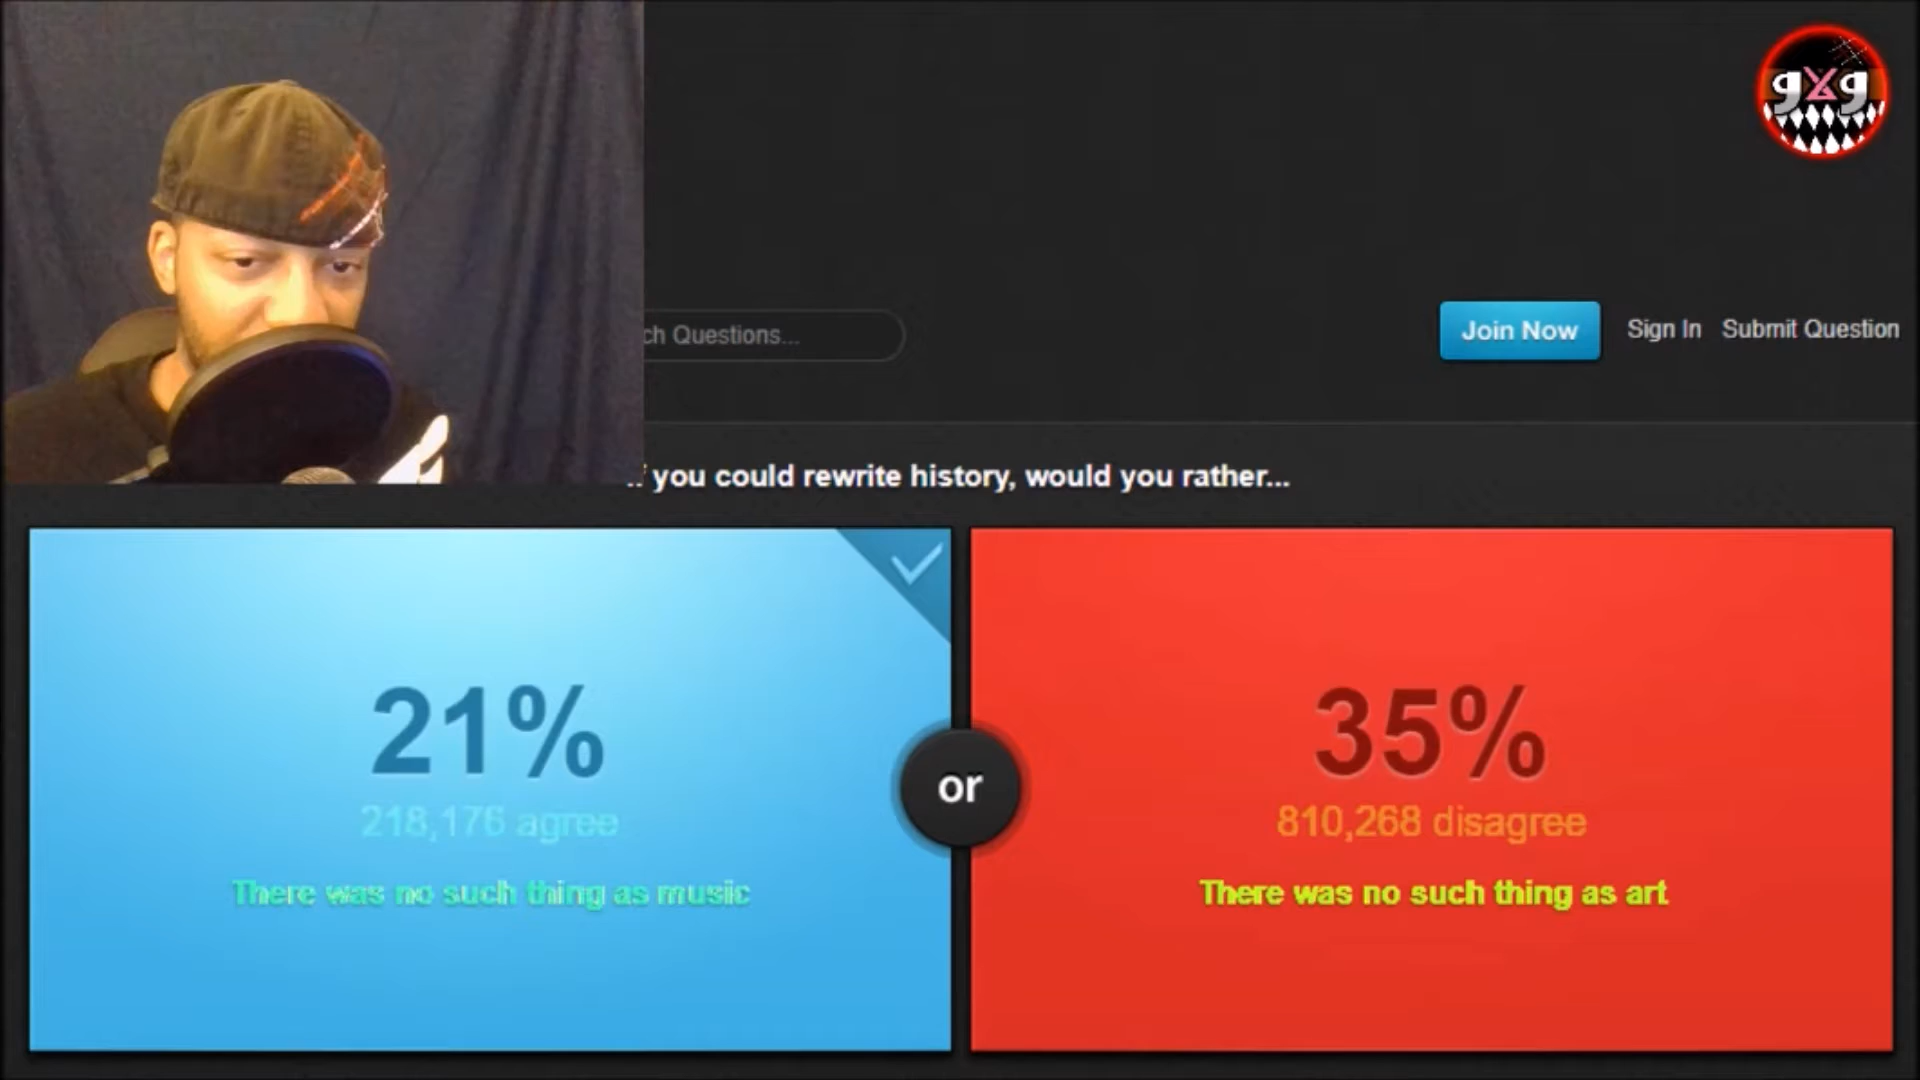 gxg
ch Questions...
Join Now
Sign In
Submit Question
you could rewrite history, would you rather...
21%
218,176 agree
There was no such thing as music
or
35%
810,268 disagree
There was no such thing as art